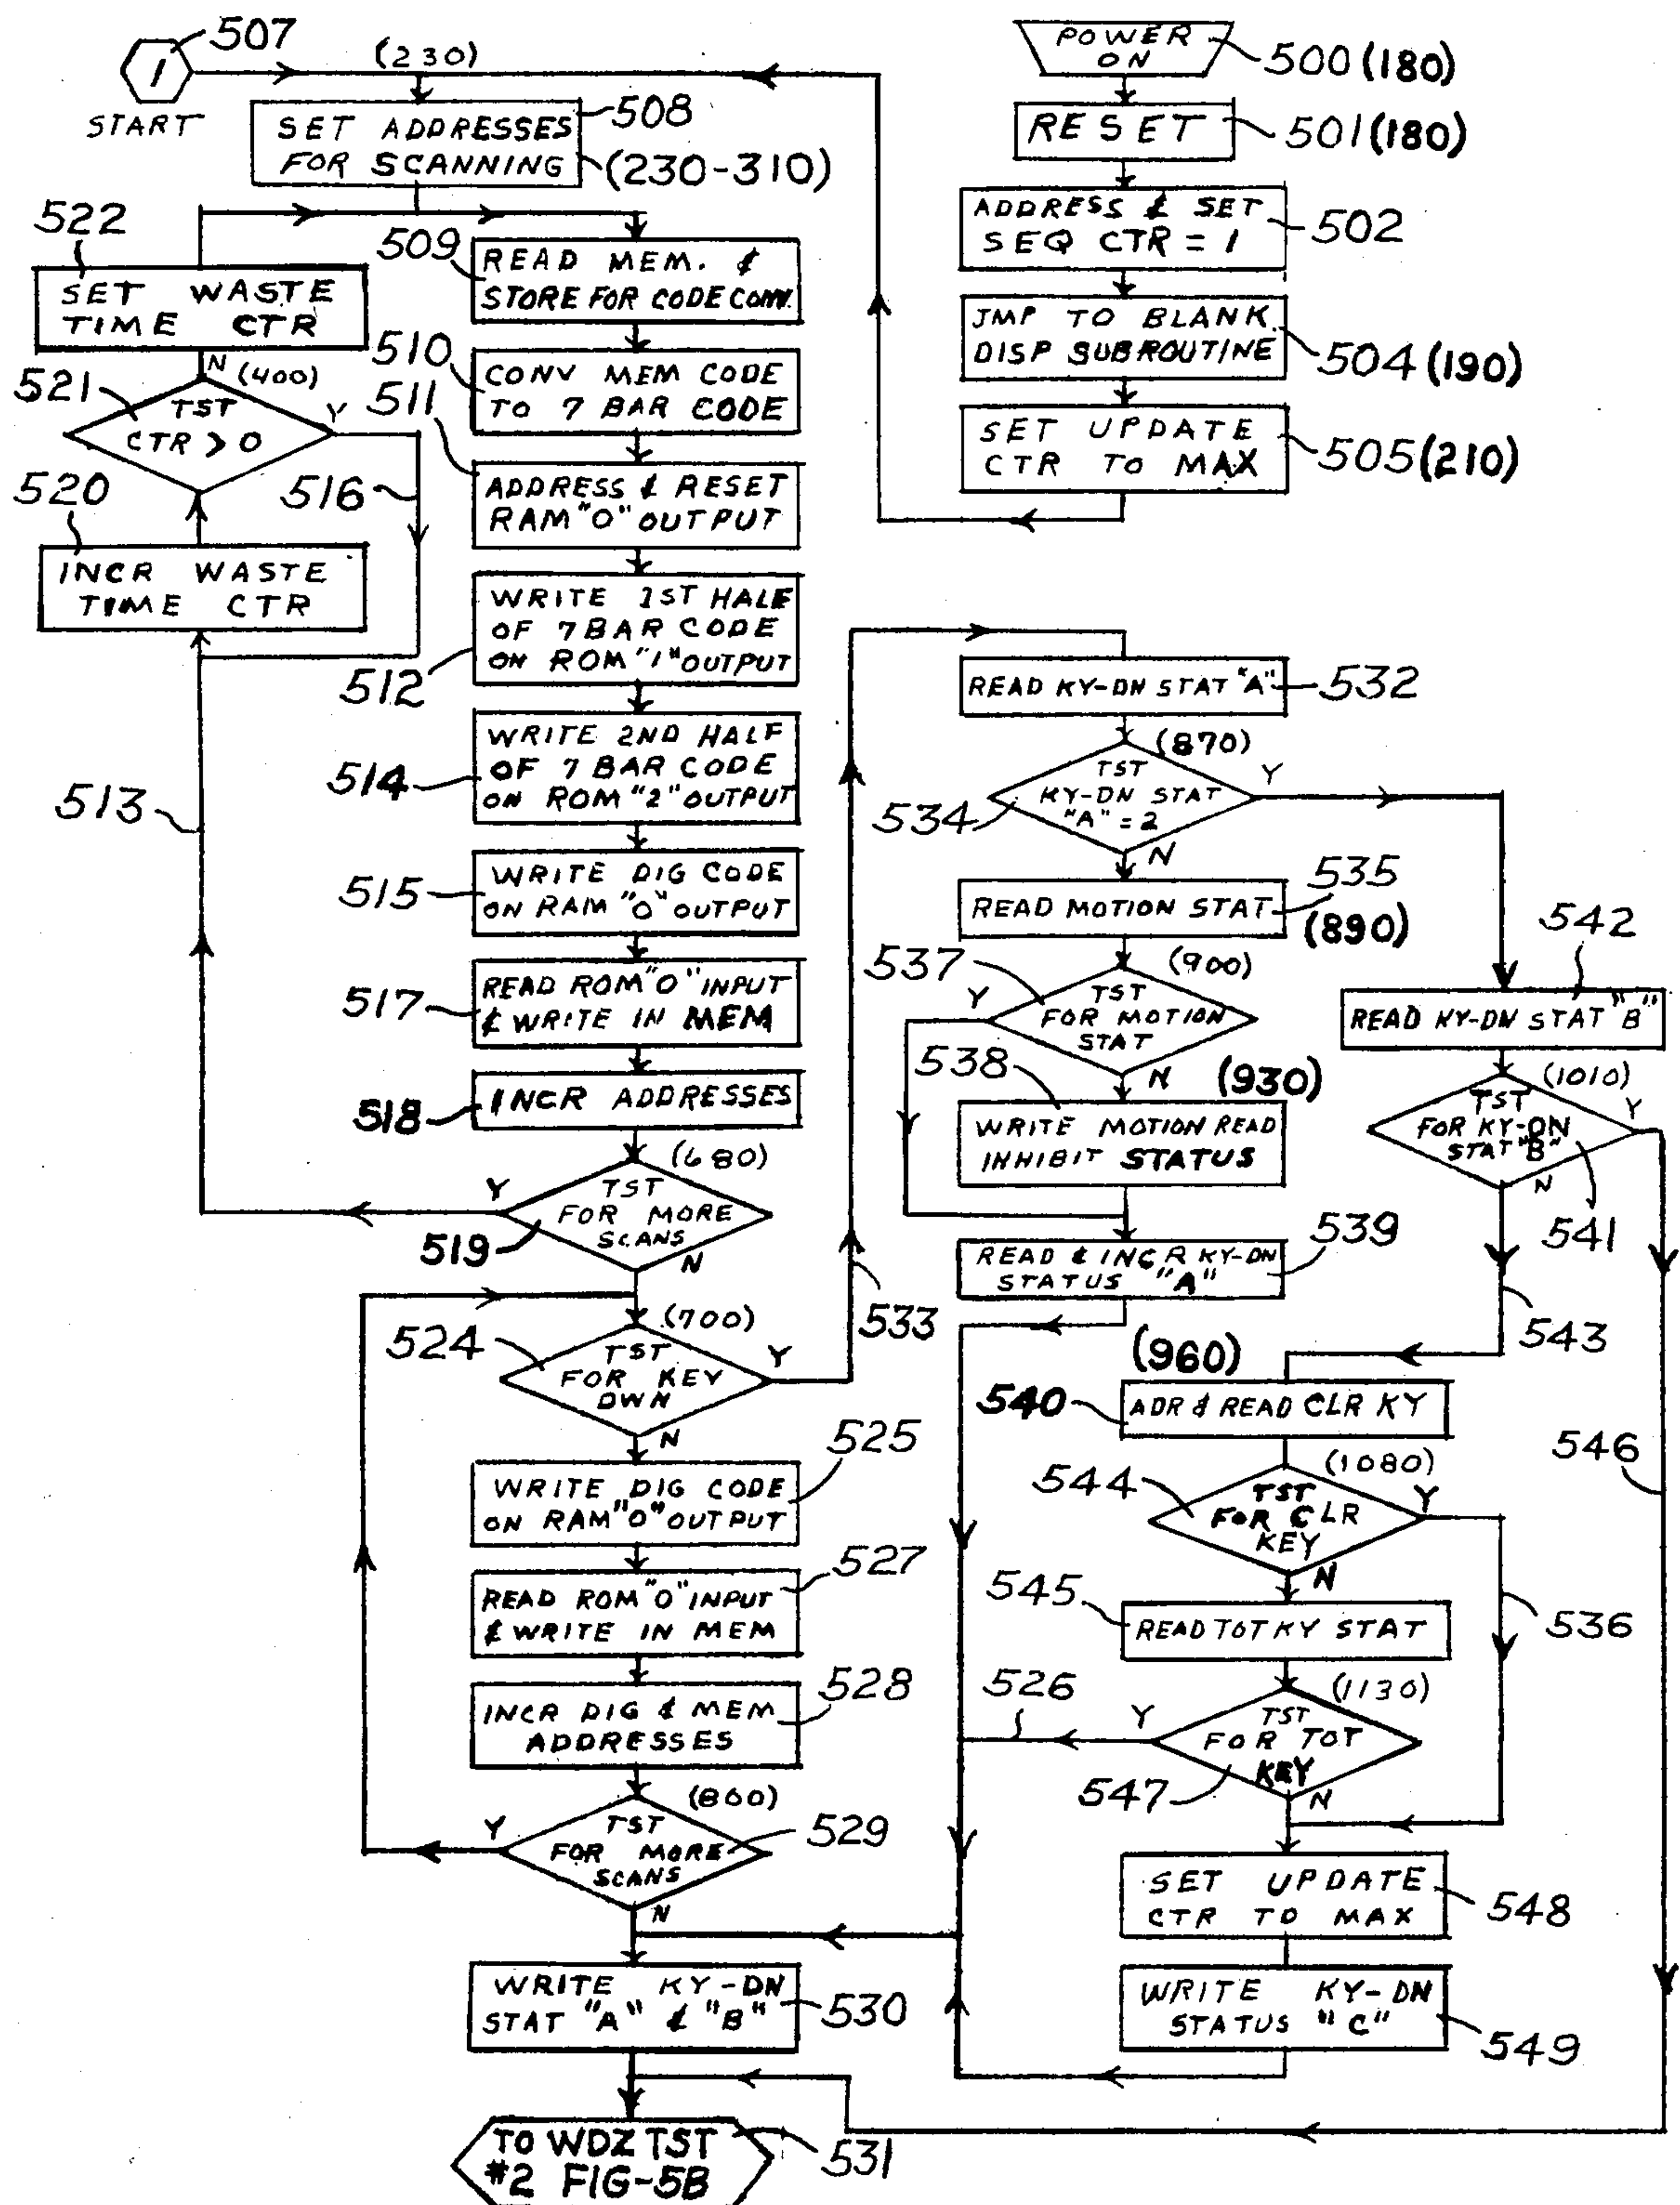 507
1
START
(230)
508
SET ADDRESSES
FOR SCANNING
(230-310)
POWER
ON
500 (180)
RESET
501 (180)
ADDRESS & SET
SEQ CTR = 1
502
JMP TO BLANK
DISP SUBROUTINE
504 (190)
SET UPDATE
CTR TO MAX
505 (210)
522
SET WASTE
TIME CTR
N
(400)
521
TST
CTR > 0
Y
516
520
INCR WASTE
TIME CTR
513
509
READ MEM. &
STORE FOR CODE CONV.
510
CONV MEM CODE
TO 7 BAR CODE
511
ADDRESS & RESET
RAM "0" OUTPUT
WRITE 1ST HALF
OF 7 BAR CODE
ON ROM "1" OUTPUT
512
WRITE 2ND HALF
OF 7 BAR CODE
ON ROM "2" OUTPUT
514
WRITE DIG CODE
ON RAM "0" OUTPUT
515
READ ROM "0" INPUT
& WRITE IN MEM
517
INCR ADDRESSES
518
(680)
Y
TST
FOR MORE
SCANS
519
N
(700)
524
TST
FOR KEY
DWN
Y
533
N
525
WRITE DIG CODE
ON RAM "0" OUTPUT
527
READ ROM "0" INPUT
& WRITE IN MEM
528
INCR DIG & MEM
ADDRESSES
(860)
Y
TST
FOR MORE
SCANS
529
N
WRITE KY-DN
STAT "A" & "B"
530
TO WDZ TST
#2 FIG-5B
531
READ KY-DN STAT "A"
532
(870)
TST
KY-DN STAT
"A" = 2
534
Y
N
535
READ MOTION STAT
(890)
537
(900)
Y
TST
FOR MOTION
STAT
N
538
(930)
WRITE MOTION READ
INHIBIT STATUS
READ & INCR KY-DN
STATUS "A"
539
(960)
542
READ KY-DN STAT "B"
(1010)
TST
FOR KY-DN
STAT "B"
Y
N
541
543
546
540
ADR & READ CLR KY
(1080)
544
TST
FOR CLR
KEY
Y
N
536
545
READ TOT KY STAT
526
(1130)
Y
TST
FOR TOT
KEY
547
N
SET UPDATE
CTR TO MAX
548
WRITE KY-DN
STATUS "C"
549